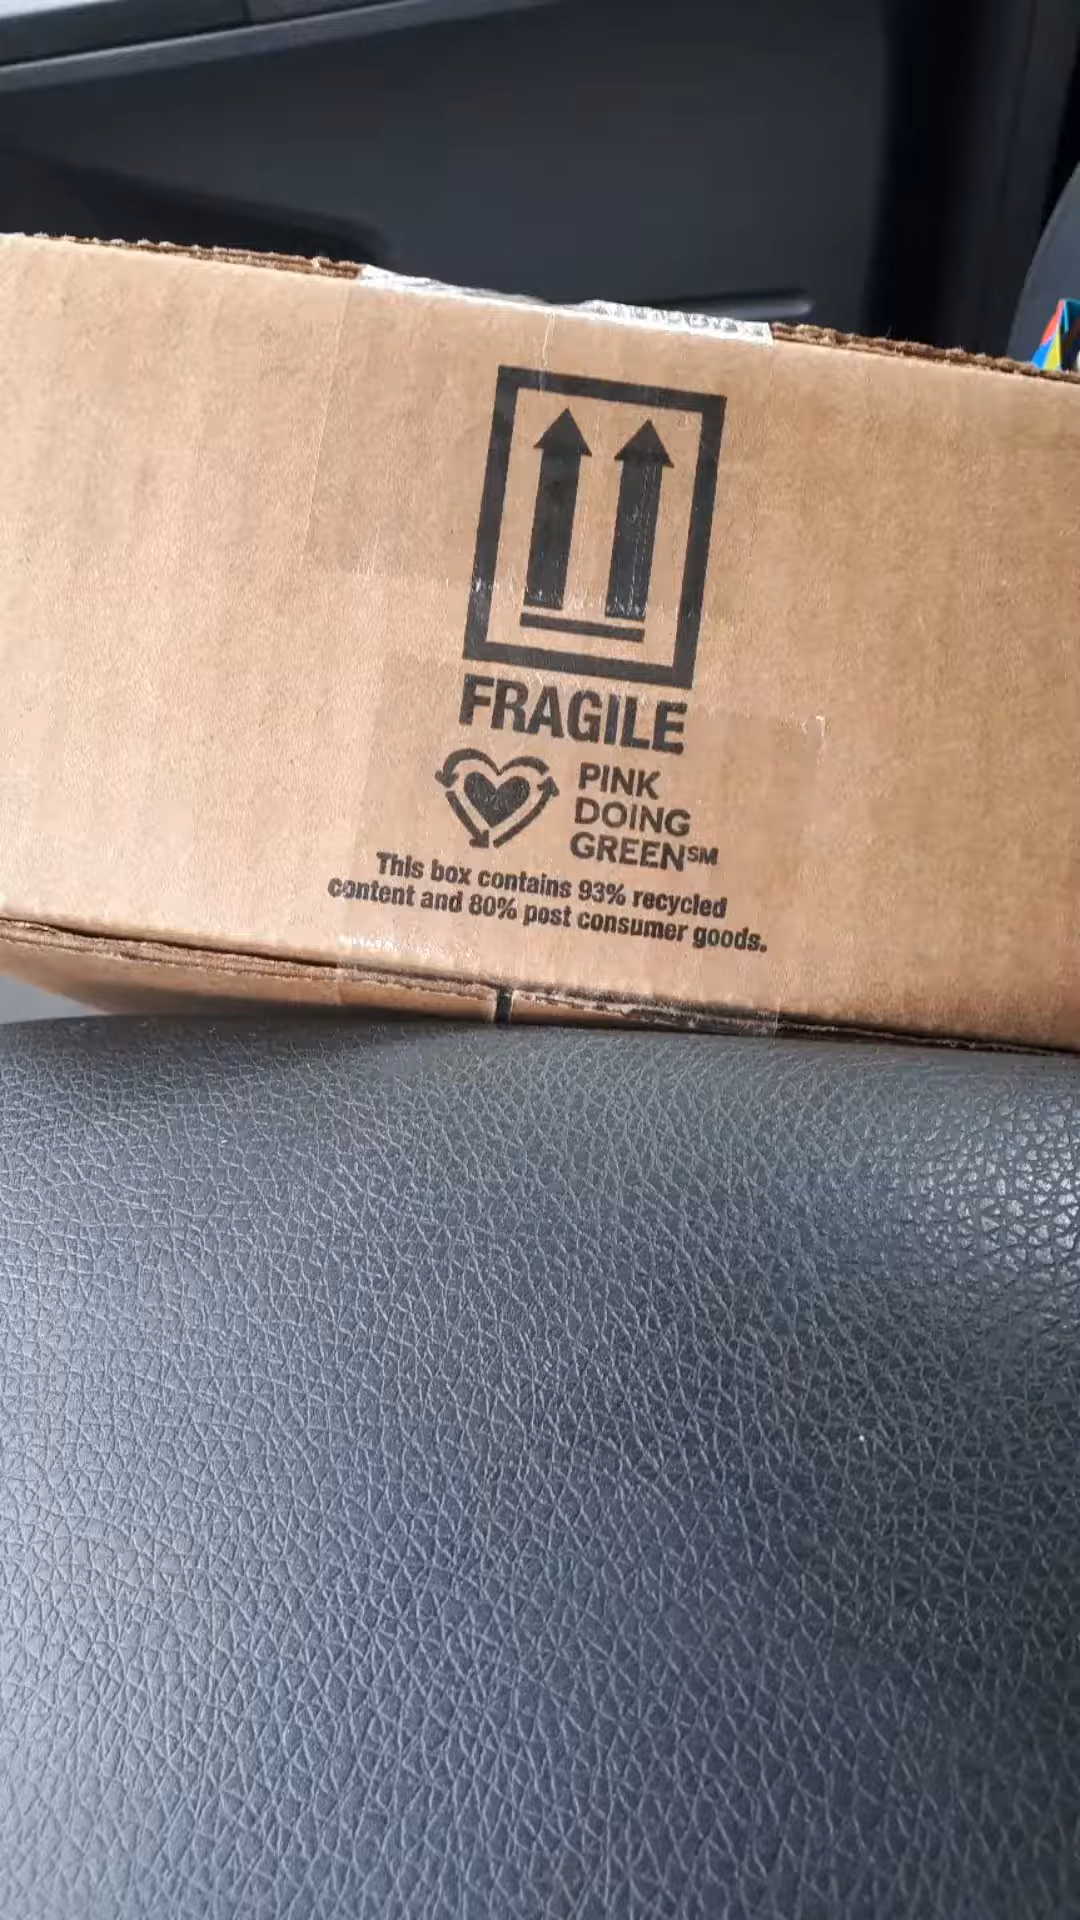 FRAGILE
PINK
DOING
GREEN℠
This box contains 93% recycled
content and 80% post consumer goods.